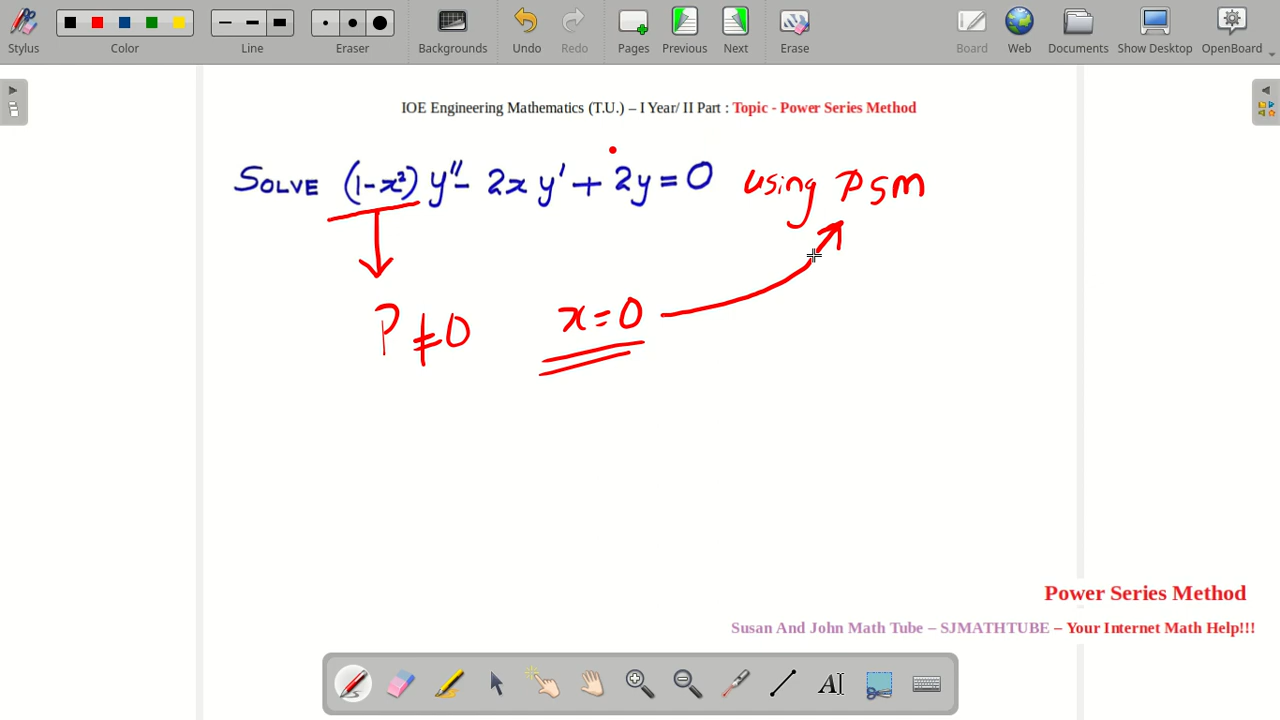 Stylus Color Line Eraser Backgrounds Undo Redo Pages Previous Next Erase Board Web Documents Show Desktop OpenBoard
IOE Engineering Mathematics (T.U.) – I Year/ II Part : Topic - Power Series Method
SOLVE (1-x²) y'' - 2x y' + 2y = 0 using PSM
P ≠ 0 x = 0
Power Series Method
Susan And John Math Tube – SJMATHTUBE – Your Internet Math Help!!!
AI